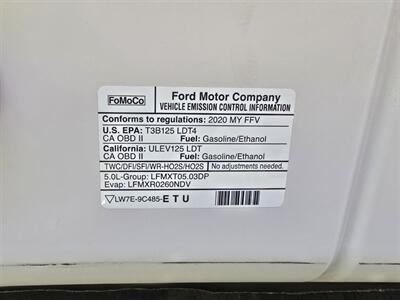 FoMoCo
Ford Motor Company
VEHICLE EMISSION CONTROL INFORMATION
Conforms to regulations: 2020 MY FFV
U.S. EPA: T3B125 LDT4
CA OBD II Fuel: Gasoline/Ethanol
California: ULEV125 LDT
CA OBD II Fuel: Gasoline/Ethanol
TWC/DFI/SFI/WR-HO2S/HO2S No adjustments needed.
5.0L-Group: LFMXT05.03DP
Evap: LFMXR0260NDV
LW7E-9C485-E T U